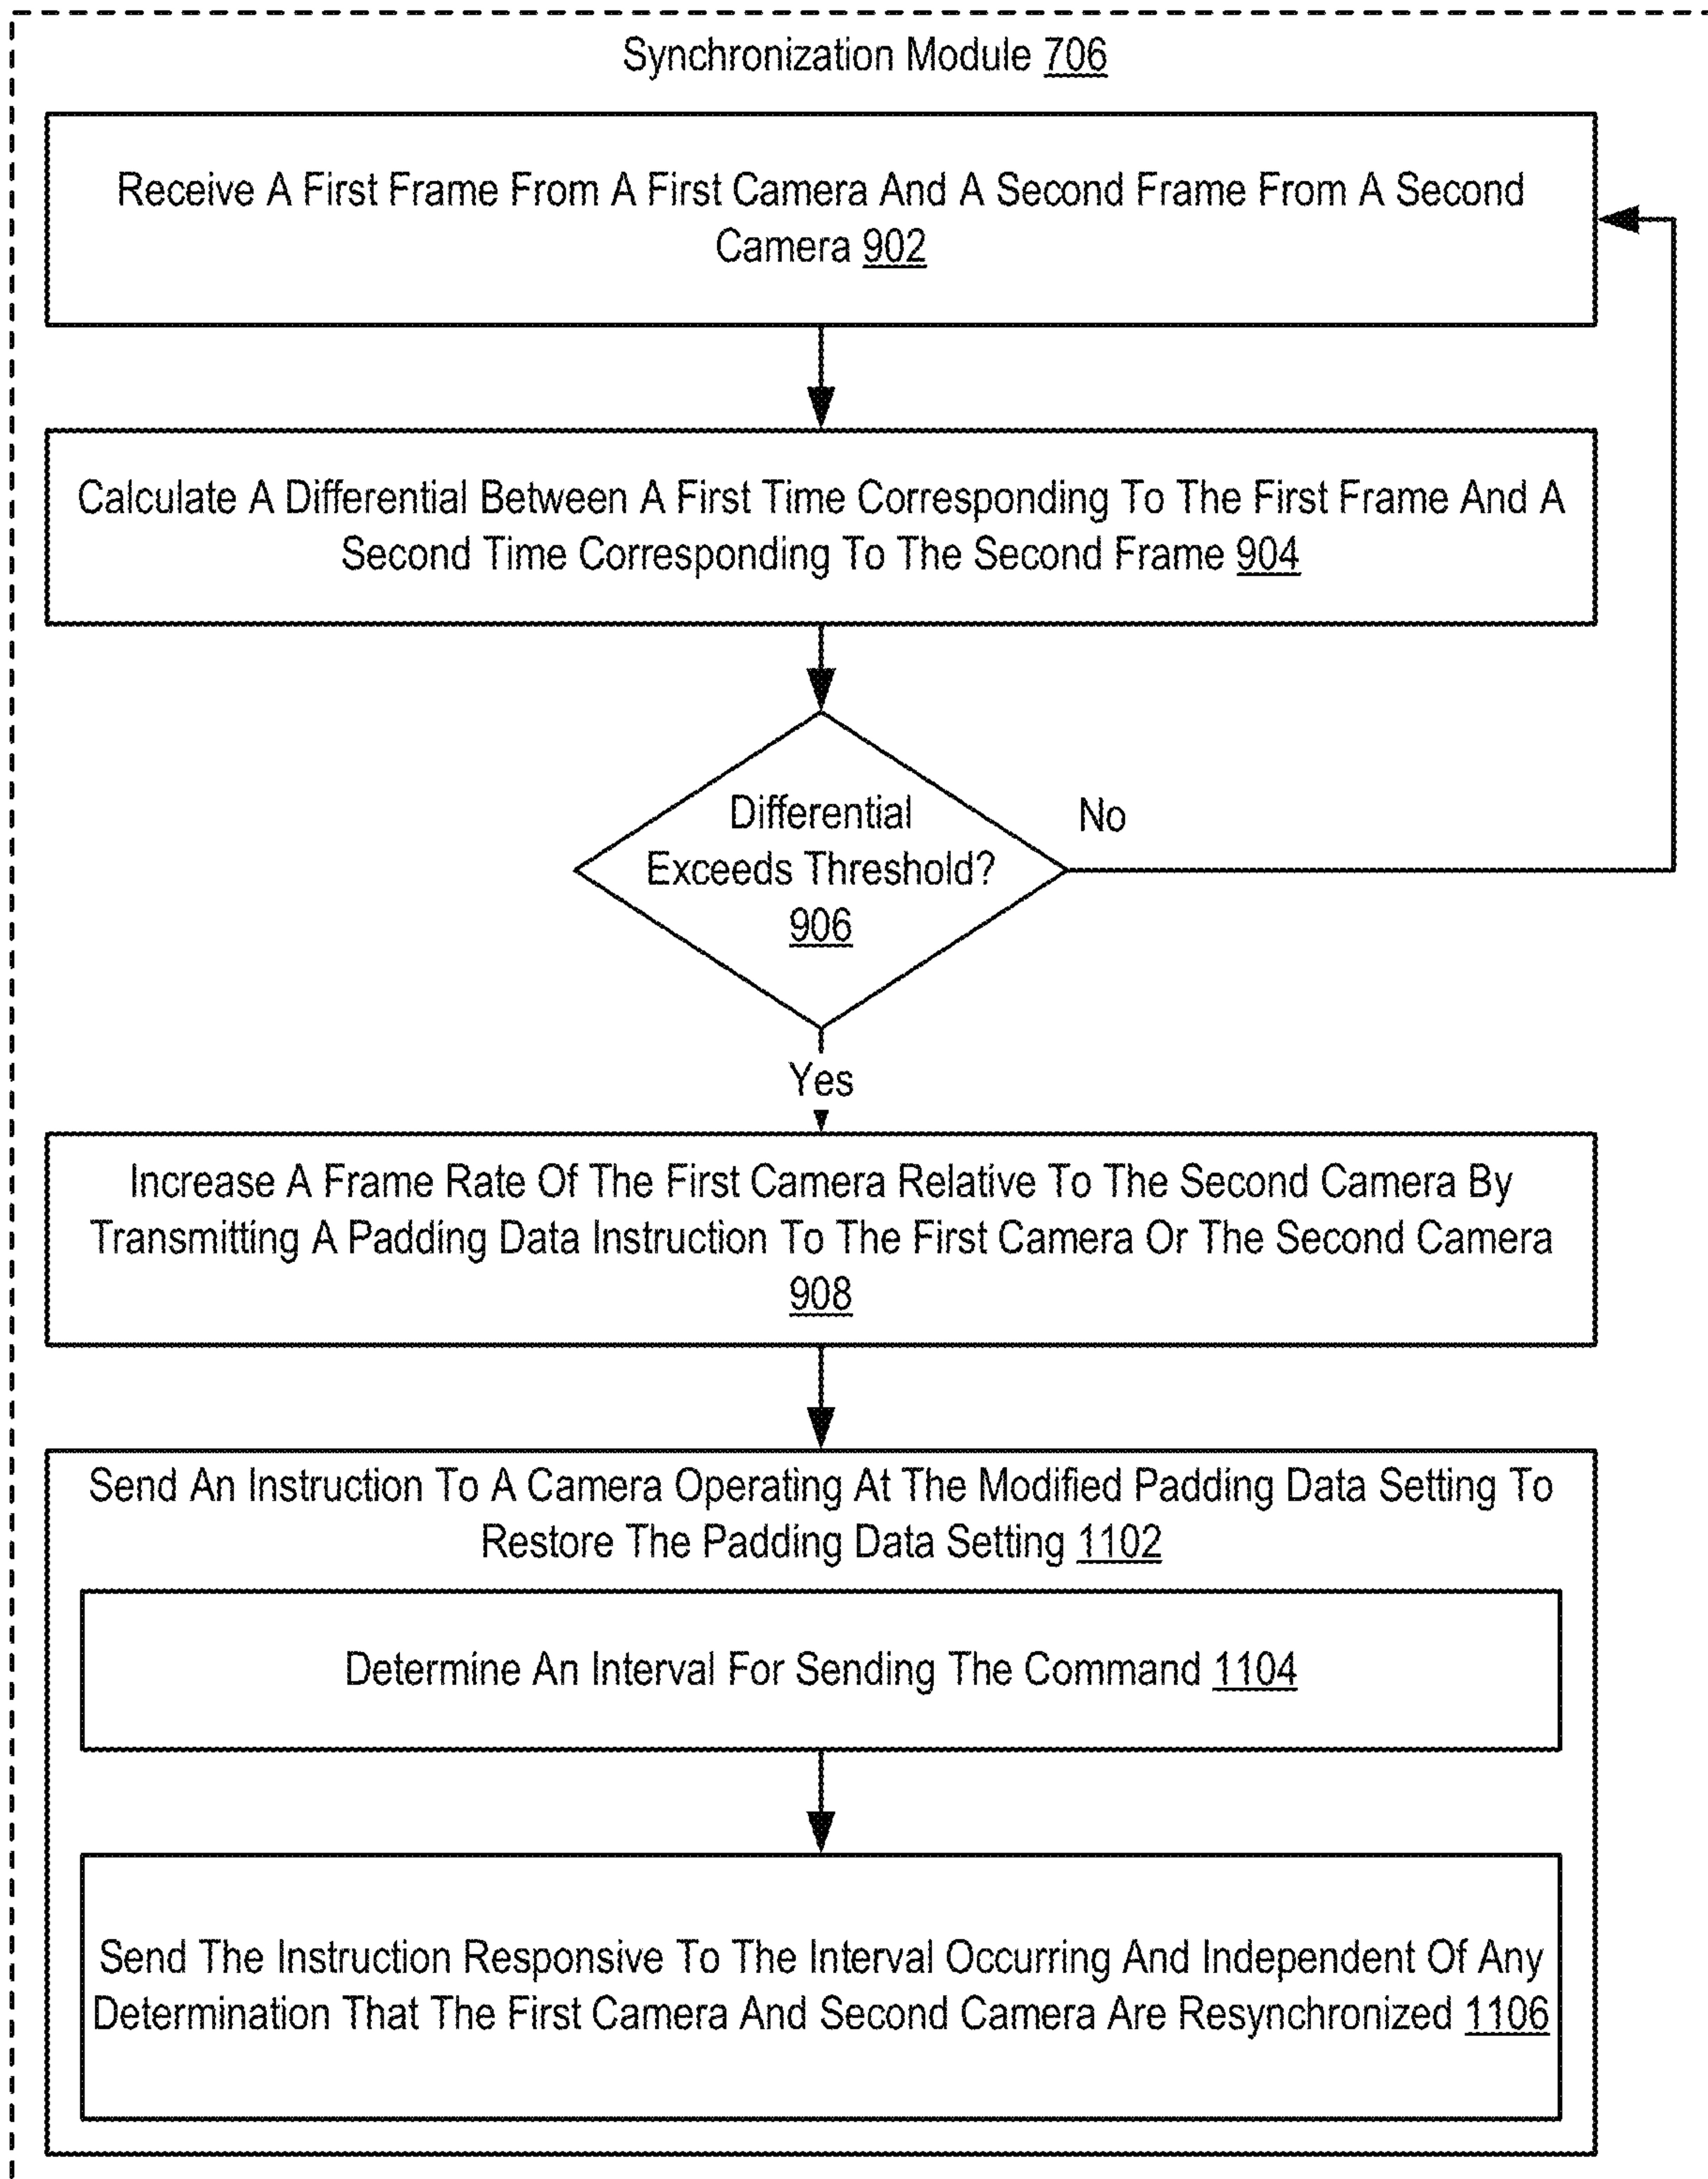 Synchronization Module 706
Receive A First Frame From A First Camera And A Second Frame From A Second
Camera 902
Calculate A Differential Between A First Time Corresponding To The First Frame And A
Second Time Corresponding To The Second Frame 904
Differential
Exceeds Threshold?
906
No
Yes
Increase A Frame Rate Of The First Camera Relative To The Second Camera By
Transmitting A Padding Data Instruction To The First Camera Or The Second Camera
908
Send An Instruction To A Camera Operating At The Modified Padding Data Setting To
Restore The Padding Data Setting 1102
Determine An Interval For Sending The Command 1104
Send The Instruction Responsive To The Interval Occurring And Independent Of Any
Determination That The First Camera And Second Camera Are Resynchronized 1106